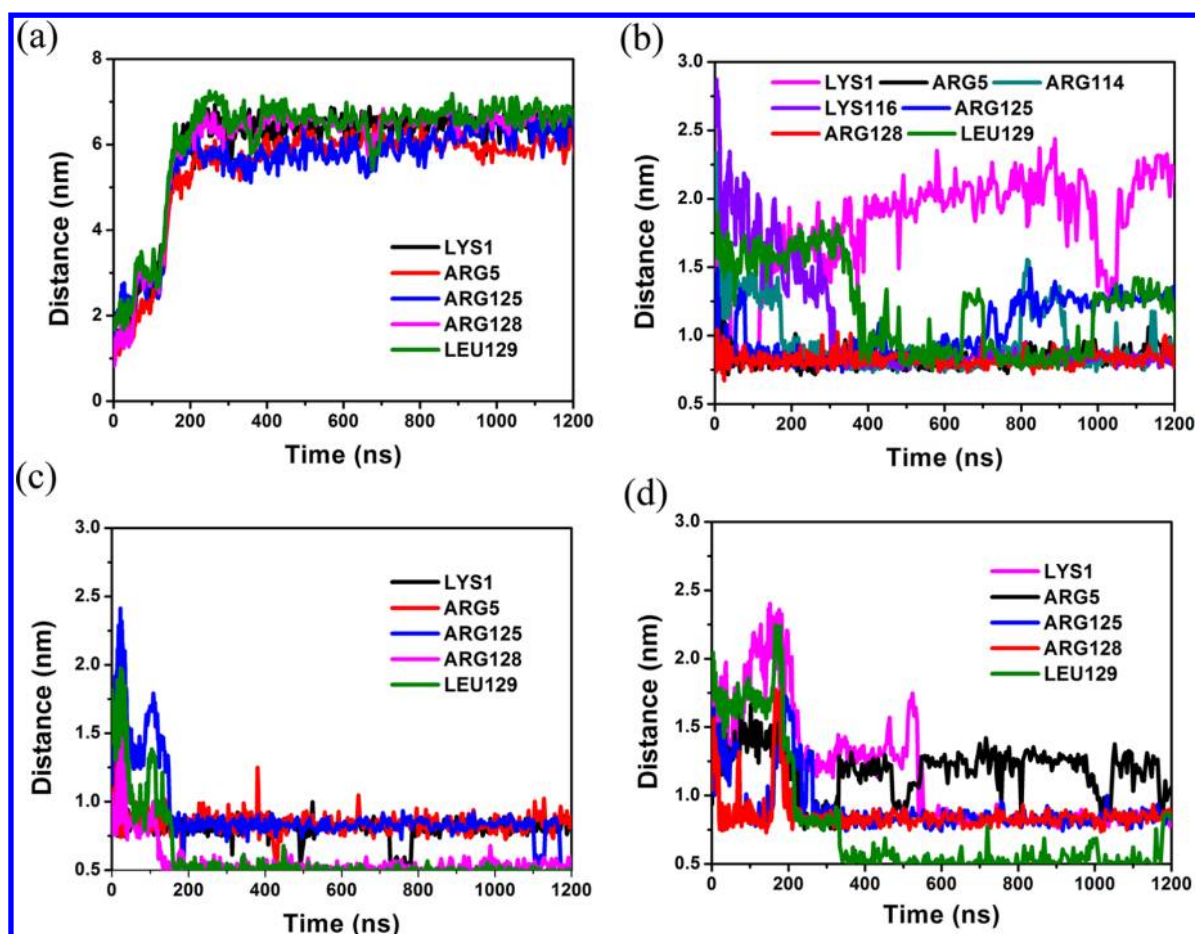 (a)
8
6
4
2
0
Distance (nm)
LYS1
ARG5
ARG125
ARG128
LEU129
0 200 400 600 800 1000 1200
Time (ns)
(b)
3.0
2.5
2.0
1.5
1.0
0.5
Distance (nm)
LYS1 ARG5 ARG114
LYS116 ARG125
ARG128 LEU129
0 200 400 600 800 1000 1200
Time (ns)
(c)
3.0
2.5
2.0
1.5
1.0
0.5
Distance (nm)
LYS1
ARG5
ARG125
ARG128
LEU129
0 200 400 600 800 1000 1200
Time (ns)
(d)
3.0
2.5
2.0
1.5
1.0
0.5
Distance (nm)
LYS1
ARG5
ARG125
ARG128
LEU129
0 200 400 600 800 1000 1200
Time (ns)